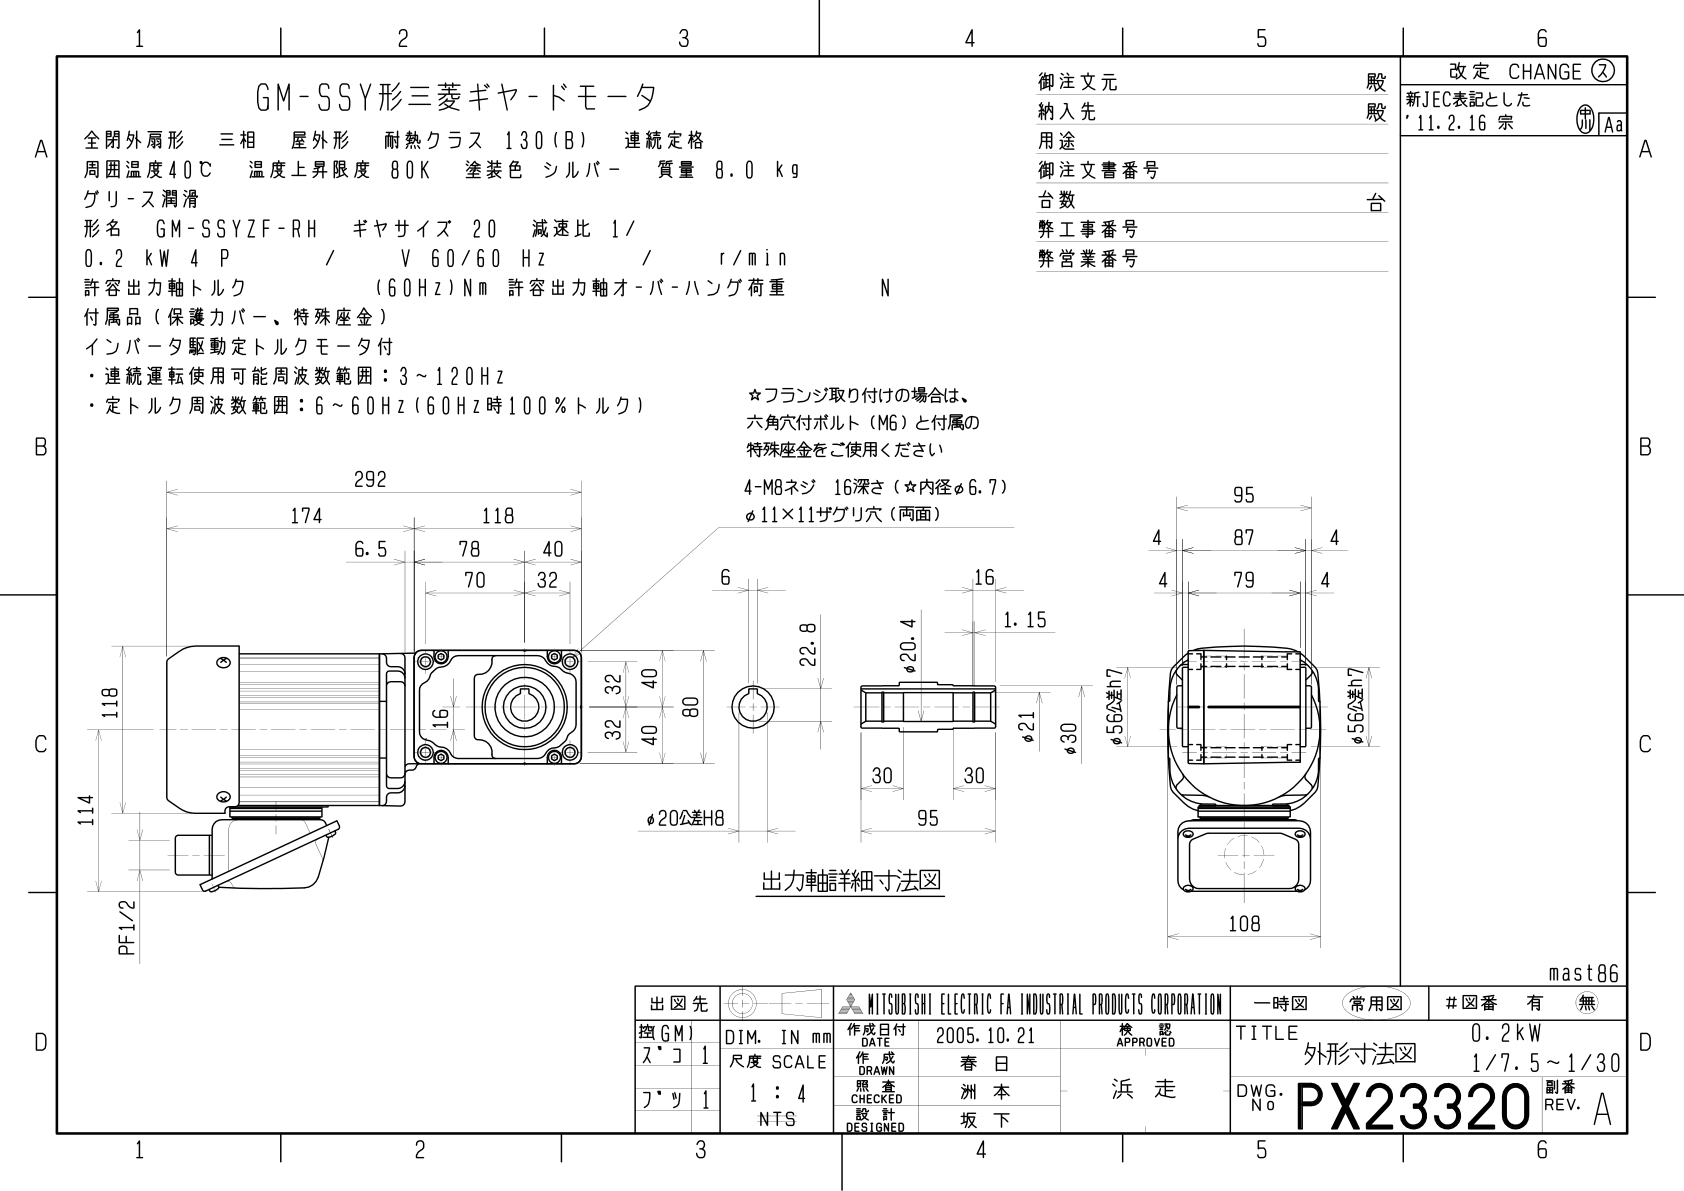 1 2 3 4 5 6
A
B
C
D
GM-SSY形三菱ギヤードモータ
全閉外扇形 三相 屋外形 耐熱クラス 130(B) 連続定格
周囲温度40℃ 温度上昇限度 80K 塗装色 シルバー 質量 8.0 kg
グリース潤滑
形名 GM-SSYZF-RH ギヤサイズ 20 減速比 1/
0.2 kW 4 P / V 60/60 Hz / r/min
許容出力軸トルク (60Hz)Nm 許容出力軸オーバーハング荷重 N
付属品(保護カバー、特殊座金)
インバータ駆動定トルクモータ付
・連続運転使用可能周波数範囲:3~120Hz
・定トルク周波数範囲:6~60Hz(60Hz時100%トルク)
御注文元 殿
納入先 殿
用途
御注文書番号
台数 台
弊工事番号
弊営業番号
改定 CHANGE ス
新JEC表記とした
'11.2.16 宗
Aa
A
B
C
D
☆フランジ取り付けの場合は、
六角穴付ボルト(M6)と付属の
特殊座金をご使用ください
4-M8ネジ 16深さ(☆内径φ6.7)
φ11×11ザグリ穴(両面)
292
174 118
6.5 78 40
70 32
118
114
PF1/2
16
32 40
80
32 40
6
22.8
φ20公差H8
16
1.15
φ20.4
φ21
φ30
30 30
95
出力軸詳細寸法図
95
4 87 4
4 79 4
φ56公差h7
φ56公差h7
108
mast86
出図先
控(GM)
ズコ 1
ブツ 1
DIM. IN mm
尺度 SCALE
1 : 4
NTS
MITSUBISHI ELECTRIC FA INDUSTRIAL PRODUCTS CORPORATION
作成日付 DATE 2005.10.21
作成 DRAWN 春日
照査 CHECKED 洲本
設計 DESIGNED 坂下
検認 APPROVED
浜走
一時図 常用図 #図番 有 無
TITLE
外形寸法図
0.2kW
1/7.5~1/30
DWG. No PX23320
副番 REV. A
1 2 3 4 5 6